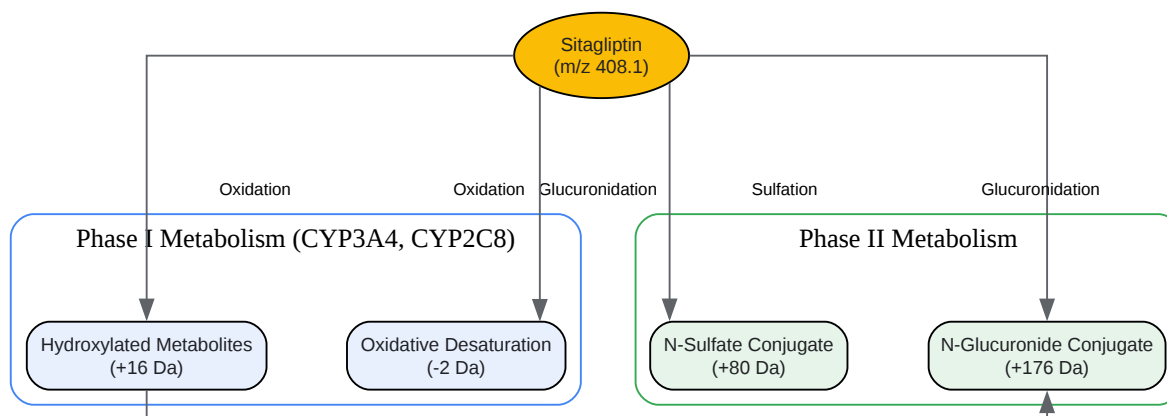 Sitagliptin
(m/z 408.1)
Oxidation
Oxidation
Glucuronidation
Sulfation
Glucuronidation
Phase I Metabolism (CYP3A4, CYP2C8)
Phase II Metabolism
Hydroxylated Metabolites
(+16 Da)
Oxidative Desaturation
(-2 Da)
N-Sulfate Conjugate
(+80 Da)
N-Glucuronide Conjugate
(+176 Da)